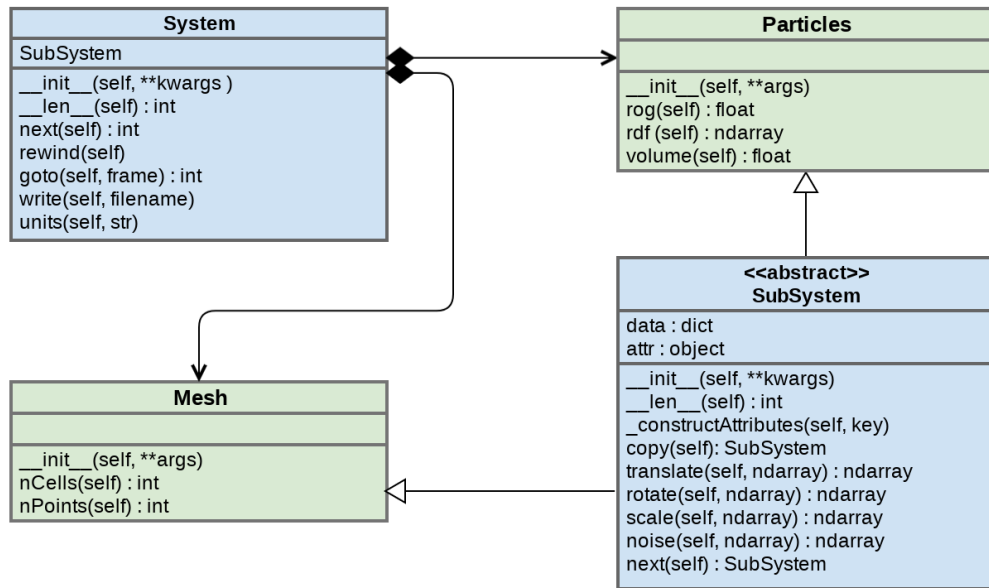 System
SubSystem
__init__(self, **kwargs )
__len__(self) : int
next(self) : int
rewind(self)
goto(self, frame) : int
write(self, filename)
units(self, str)
Particles
__init__(self, **args)
rog(self) : float
rdf (self) : ndarray
volume(self) : float
<<abstract>>
SubSystem
data : dict
attr : object
__init__(self, **kwargs)
__len__(self) : int
_constructAttributes(self, key)
copy(self): SubSystem
translate(self, ndarray) : ndarray
rotate(self, ndarray) : ndarray
scale(self, ndarray) : ndarray
noise(self, ndarray) : ndarray
next(self) : SubSystem
Mesh
__init__(self, **args)
nCells(self) : int
nPoints(self) : int